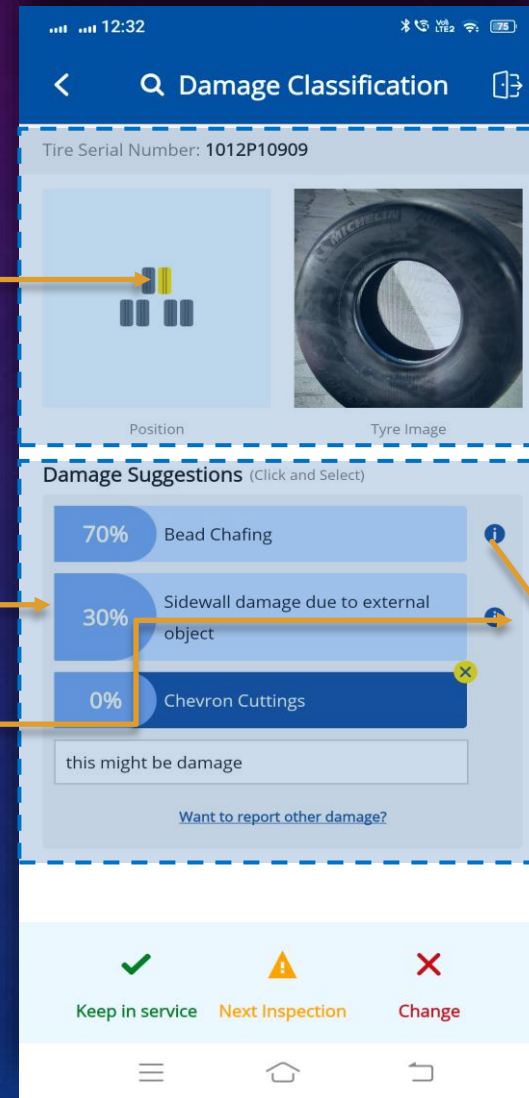 12:32
VoLTE2
75
Damage Classification
Tire Serial Number: 1012P10909
MICHELIN
Position
Tyre Image
Damage Suggestions (Click and Select)
70% Bead Chafing
30% Sidewall damage due to external
object
0% Chevron Cuttings
this might be damage
Want to report other damage?
Keep in service
Next Inspection
Change